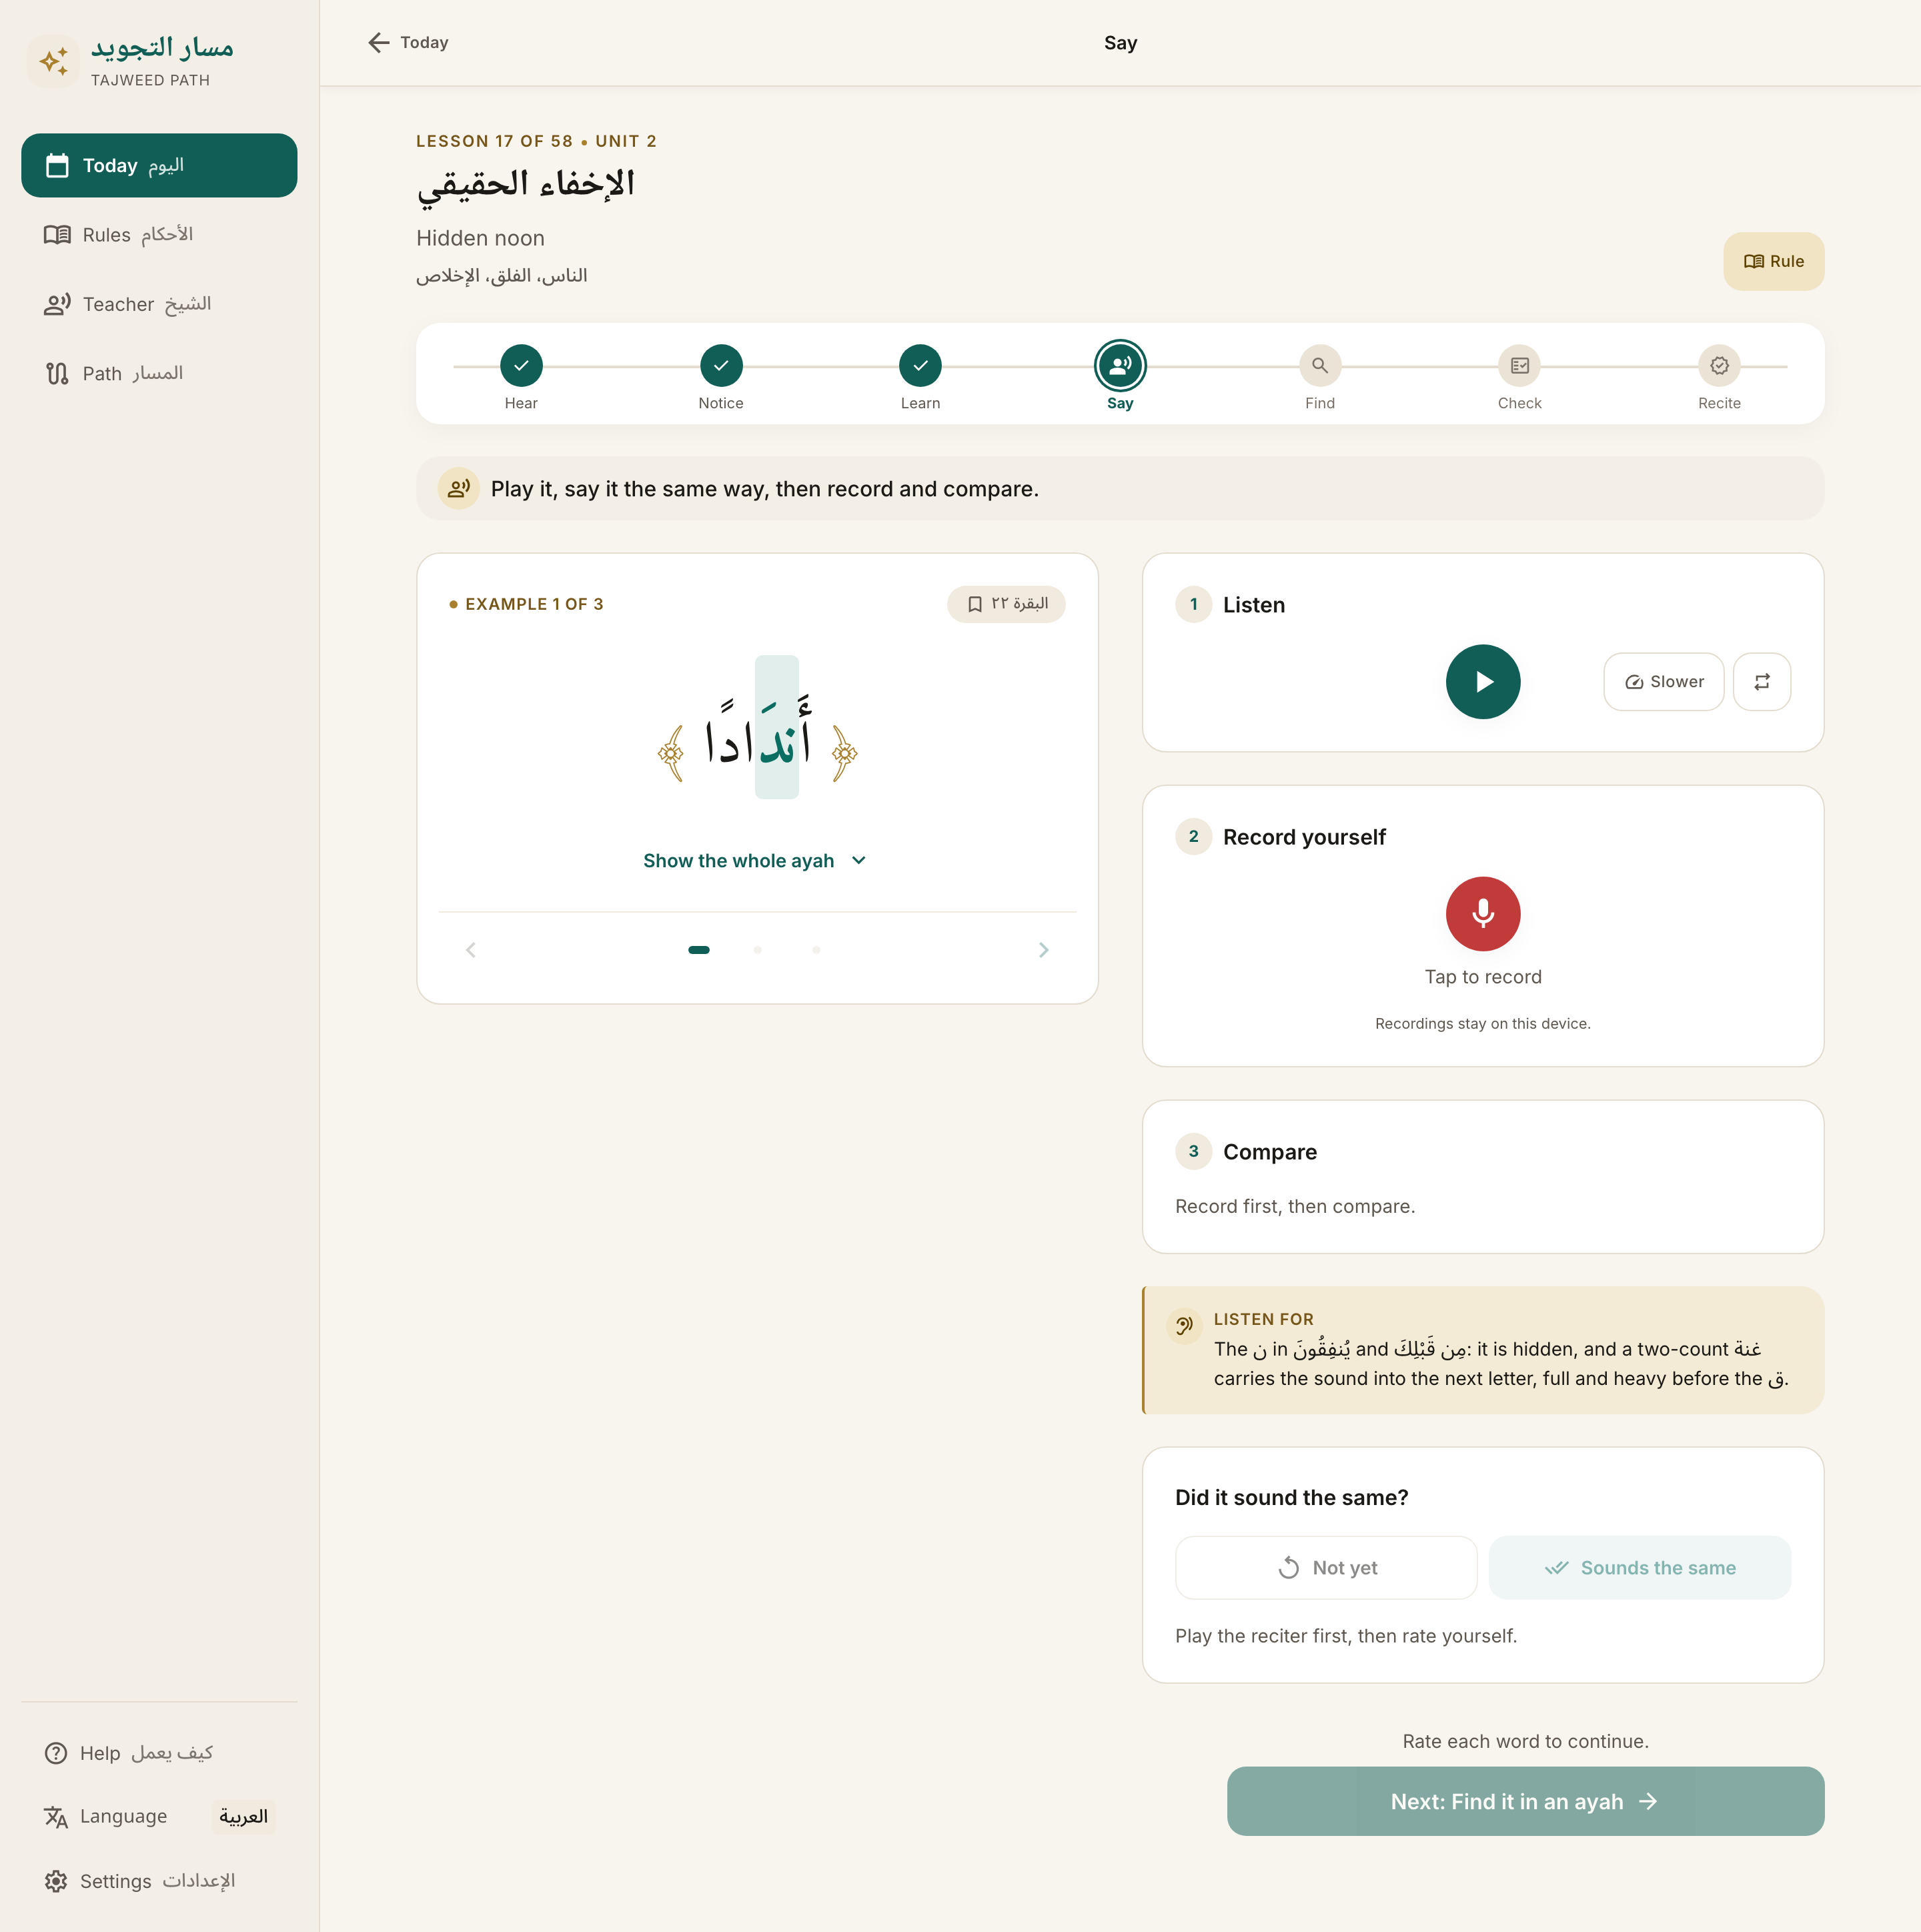 مسار التجويد
TAJWEED PATH
Today اليوم
Rules الأحكام
Teacher الشيخ
Path المسار
Help كيف يعمل
Language العربية
Settings الإعدادات
Today
Say
LESSON 17 OF 58 • UNIT 2
الإخفاء الحقيقي
Hidden noon
الناس، الفلق، الإخلاص
Rule
Hear
Notice
Learn
Say
Find
Check
Recite
Play it, say it the same way, then record and compare.
EXAMPLE 1 OF 3
البقرة ٢٢
﴿ أَندَادًا ﴾
Show the whole ayah
1 Listen
Slower
2 Record yourself
Tap to record
Recordings stay on this device.
3 Compare
Record first, then compare.
LISTEN FOR
The ن in يُنفِقُونَ and مِن قَبْلِكَ: it is hidden, and a two-count غنة
carries the sound into the next letter, full and heavy before the ق.
Did it sound the same?
Not yet
Sounds the same
Play the reciter first, then rate yourself.
Rate each word to continue.
Next: Find it in an ayah